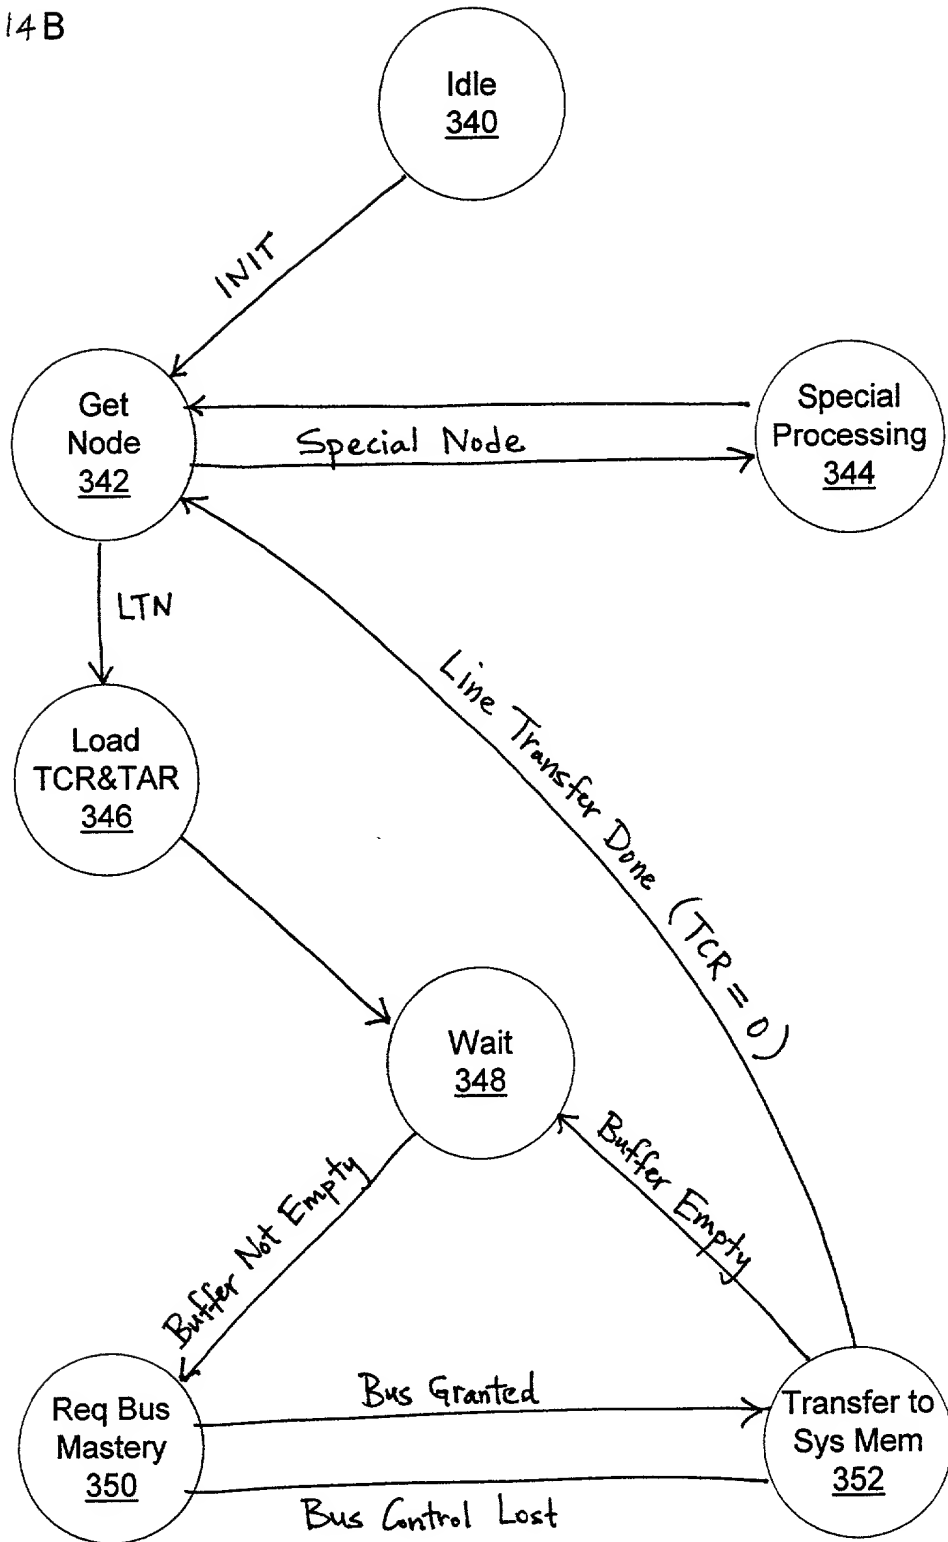 14B
Idle
340
INIT
Get
Node
342
Special Node
Special
Processing
344
LTN
Load
TCR&TAR
346
Line Transfer Done (TCR = 0)
Wait
348
Buffer Not Empty
Buffer Empty
Req Bus
Mastery
350
Bus Granted
Bus Control Lost
Transfer to
Sys Mem
352